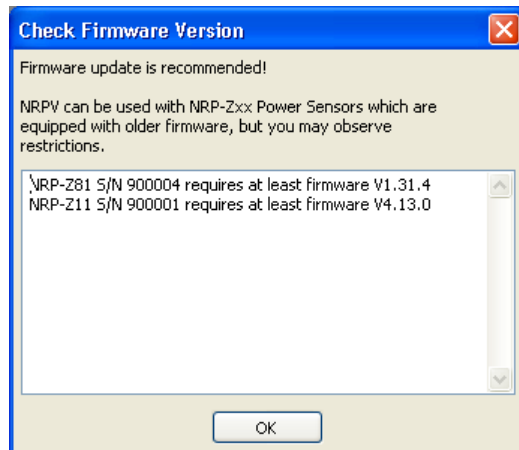 Check Firmware Version
Firmware update is recommended!
NRPV can be used with NRP-Zxx Power Sensors which are
equipped with older firmware, but you may observe
restrictions.
NRP-Z81 S/N 900004 requires at least firmware V1.31.4
NRP-Z11 S/N 900001 requires at least firmware V4.13.0
OK